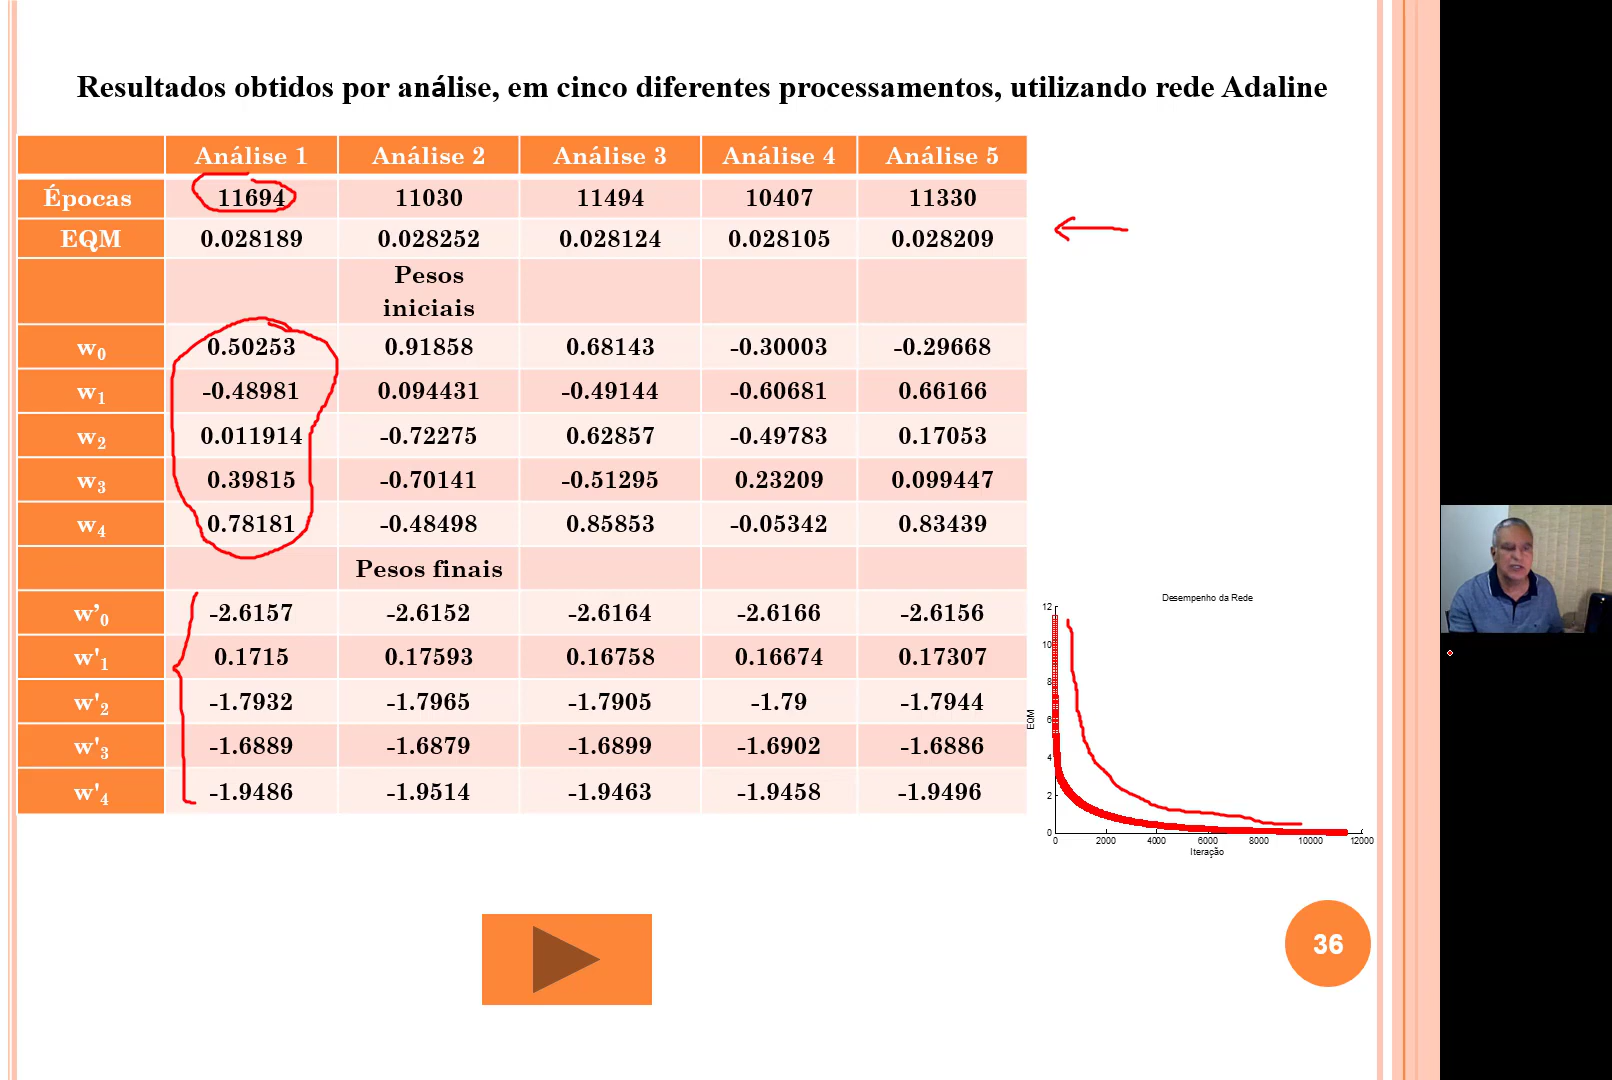 Resultados obtidos por análise, em cinco diferentes processamentos, utilizando rede Adaline
Análise 1 Análise 2 Análise 3 Análise 4 Análise 5
Épocas 11694 11030 11494 10407 11330
EQM 0.028189 0.028252 0.028124 0.028105 0.028209
Pesos
iniciais
w0 0.50253 0.91858 0.68143 -0.30003 -0.29668
w1 -0.48981 0.094431 -0.49144 -0.60681 0.66166
w2 0.011914 -0.72275 0.62857 -0.49783 0.17053
w3 0.39815 -0.70141 -0.51295 0.23209 0.099447
w4 0.78181 -0.48498 0.85853 -0.05342 0.83439
Pesos finais
w’0 -2.6157 -2.6152 -2.6164 -2.6166 -2.6156
w'1 0.1715 0.17593 0.16758 0.16674 0.17307
w'2 -1.7932 -1.7965 -1.7905 -1.79 -1.7944
w'3 -1.6889 -1.6879 -1.6899 -1.6902 -1.6886
w'4 -1.9486 -1.9514 -1.9463 -1.9458 -1.9496
Desempenho da Rede
12
10
8
6
4
2
0
EQM
0 2000 4000 6000 8000 10000 12000
Iteração
36